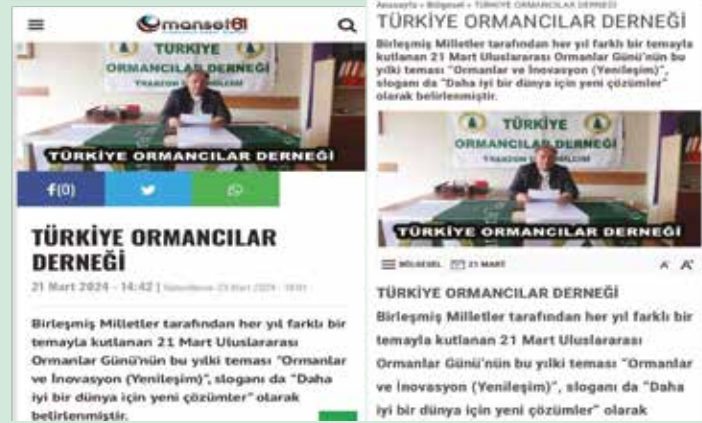 manset61
TÜRKİYE
ORMANCILAR DERNEĞİ
TRABZON
TÜRKİYE ORMANCILAR DERNEĞİ
f(0)
TÜRKİYE ORMANCILAR
DERNEĞİ
21 Mart 2024 - 14:42 |
Birleşmiş Milletler tarafından her yıl farklı bir
temayla kutlanan 21 Mart Uluslararası
Ormanlar Günü'nün bu yılki teması "Ormanlar
ve İnovasyon (Yenileşim)", sloganı da "Daha
iyi bir dünya için yeni çözümler" olarak
belirlenmiştir.
Anasayfa » Bölgesel » TÜRKİYE ORMANCILAR DERNEĞİ
TÜRKİYE ORMANCILAR DERNEĞİ
Birleşmiş Milletler tarafından her yıl farklı bir temayla
kutlanan 21 Mart Uluslararası Ormanlar Günü'nün bu
yılki teması "Ormanlar ve İnovasyon (Yenileşim)",
sloganı da "Daha iyi bir dünya için yeni çözümler"
olarak belirlenmiştir.
TÜRKİYE
ORMANCILAR DERNEĞİ
TRABZON
TÜRKİYE ORMANCILAR DERNEĞİ
BÖLGESEL 21 MART A A+
TÜRKİYE ORMANCILAR DERNEĞİ
Birleşmiş Milletler tarafından her yıl farklı bir
temayla kutlanan 21 Mart Uluslararası
Ormanlar Günü'nün bu yılki teması "Ormanlar
ve İnovasyon (Yenileşim)", sloganı da "Daha
iyi bir dünya için yeni çözümler" olarak